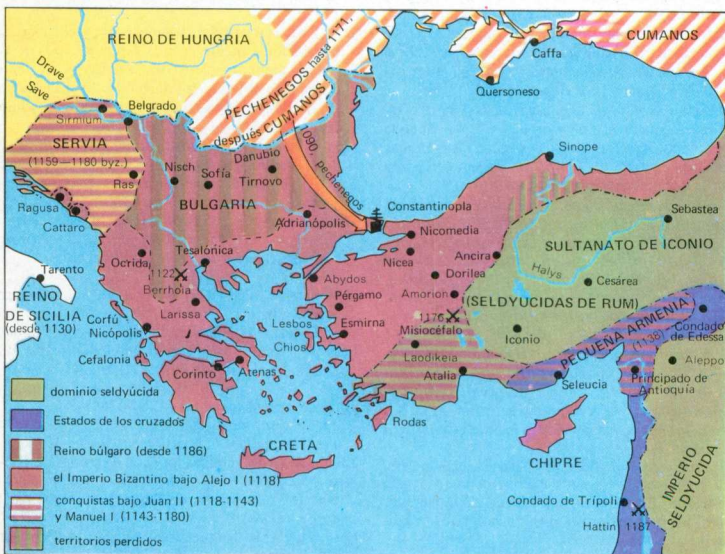 REINO DE HUNGRIA
CUMANOS
Caffa
Quersoneso
PECHENEGOS hasta 1171,
después CUMANOS
1090 pechenegos
Drave
Save
Belgrado
Sirmium
SERVIA
(1159—1180 byz.)
Ras
Nisch
Sofía
Danubio
Tirnovo
BULGARIA
Ragusa
Cattaro
Adrianópolis
Constantinopla
Sinope
Nicomedia
Nicea
Ancira
Dorilea
Halys
Sebastea
SULTANATO DE ICONIO
(SELDYUCIDAS DE RUM)
Cesárea
Tarento
REINO
DE SICILIA
(desde 1130)
Ocrida
1122
Tesalónica
Berrhoia
Larissa
Abydos
Pérgamo
Amorion
1176
Misiocéfalo
Iconio
Corfú
Nicópolis
Cefalonia
Lesbos
Chios
Esmirna
Laodikeia
Atalia
Seleucia
PEQUEÑA ARMENIA
(1138)
Condado
de Edessa
Aleppo
Principado de
Antioquía
Corinto
Atenas
Rodas
CRETA
CHIPRE
Condado de Trípoli
Hattin 1187
IMPERIO
SELDYUCIDA
dominio seldyúcida
Estados de los cruzados
Reino búlgaro (desde 1186)
el Imperio Bizantino bajo Alejo I (1118)
conquistas bajo Juan II (1118-1143)
y Manuel I (1143-1180)
territorios perdidos